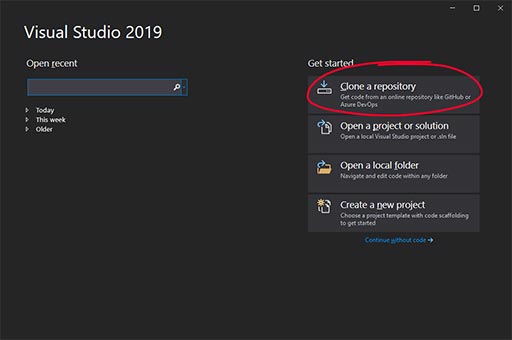 Visual Studio 2019
Open recent
Today
This week
Older
Get started
Clone a repository
Get code from an online repository like GitHub or
Azure DevOps
Open a project or solution
Open a local Visual Studio project or .sln file
Open a local folder
Navigate and edit code within any folder
Create a new project
Choose a project template with code scaffolding
to get started
Continue without code →